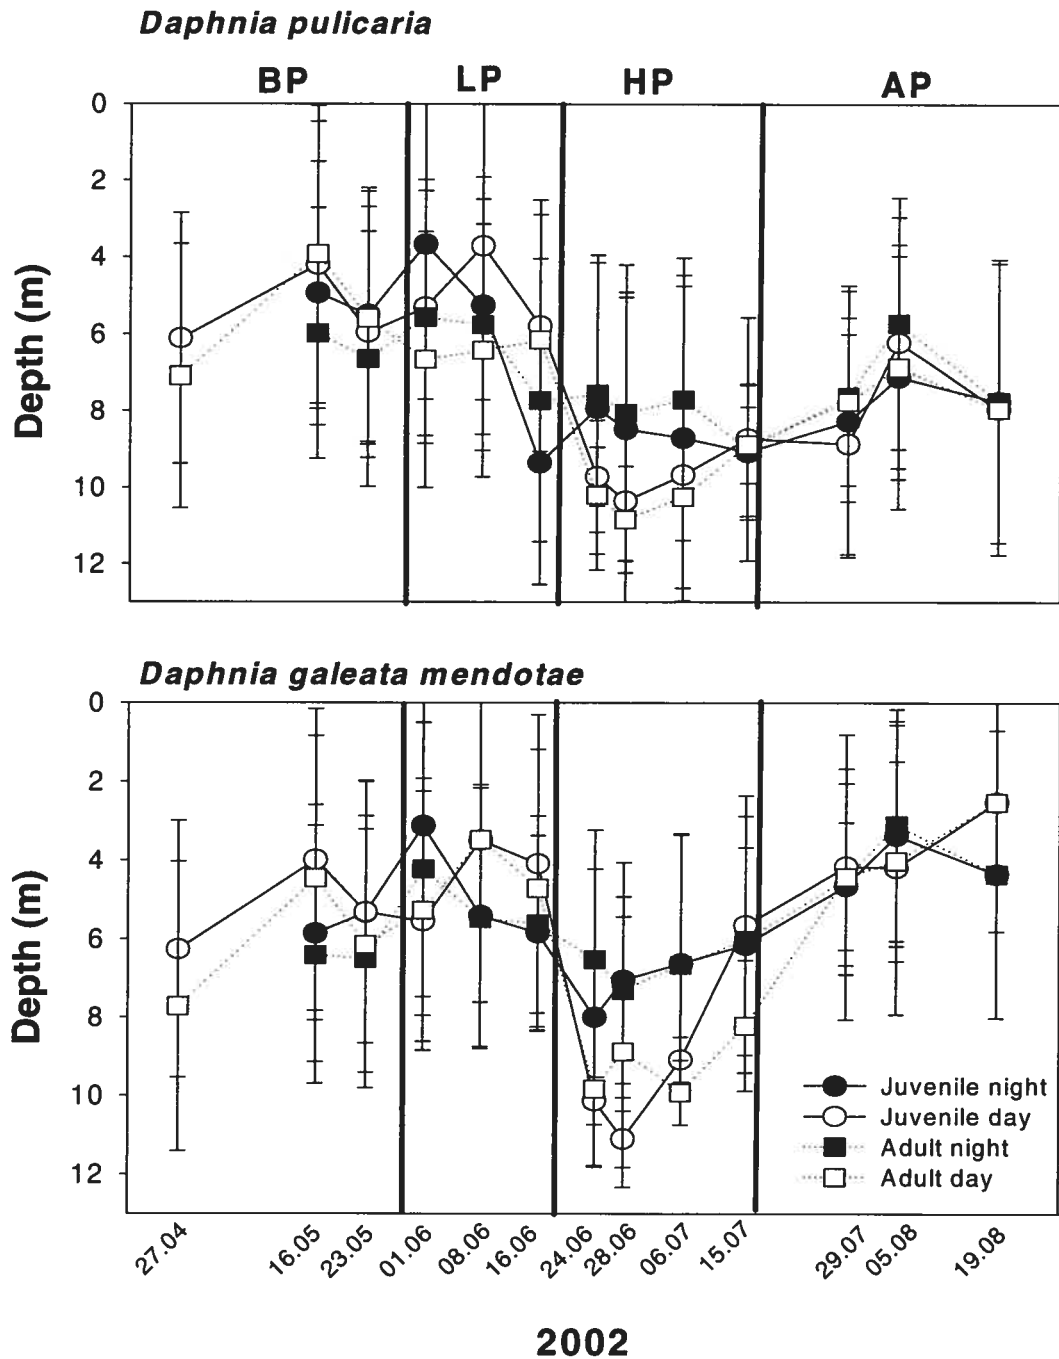 Daphnia pulicaria
BP LP HP AP
Depth (m)
0
2
4
6
8
10
12
Daphnia galeata mendotae
Depth (m)
0
2
4
6
8
10
12
Juvenile night
Juvenile day
Adult night
Adult day
27.04 16.05 23.05 01.06 08.06 16.06 24.06 28.06 06.07 15.07 29.07 05.08 19.08
2002